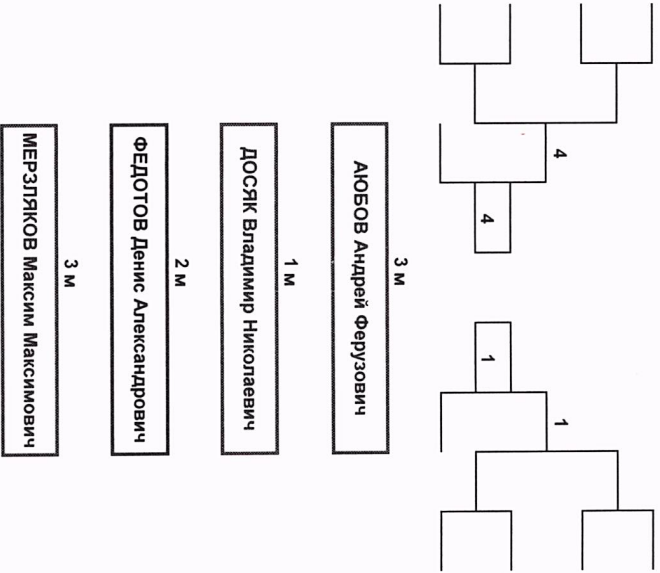 4 1
4 1
3 м
АЮБОВ Андрей Ферузович
1 м
ДОСЯК Владимир Николаевич
2 м
ФЕДОТОВ Денис Александрович
3 м
МЕРЗЛЯКОВ Максим Максимович